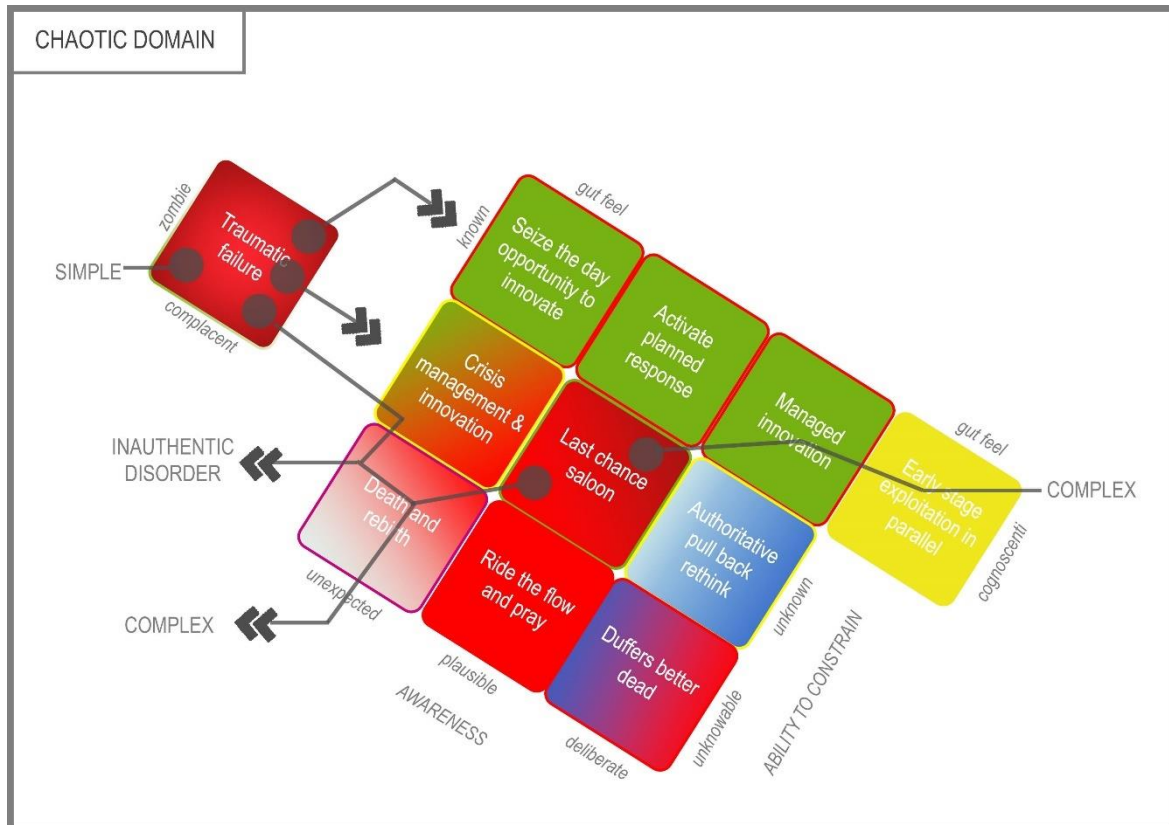 CHAOTIC DOMAIN
zombie
Traumatic
failure
SIMPLE
complacent
known
gut feel
Seize the day
opportunity to
innovate
Activate
planned
response
Managed
innovation
gut feel
Early stage
exploitation in
parallel
COMPLEX
cognoscenti
Crisis
management &
innovation
Last chance
saloon
Authoritative
pull back
rethink
unknown
INAUTHENTIC
DISORDER
Death and
rebirth
unexpected
Ride the flow
and pray
plausible
Duffers better
dead
deliberate
unknowable
COMPLEX
AWARENESS
ABILITY TO CONSTRAIN